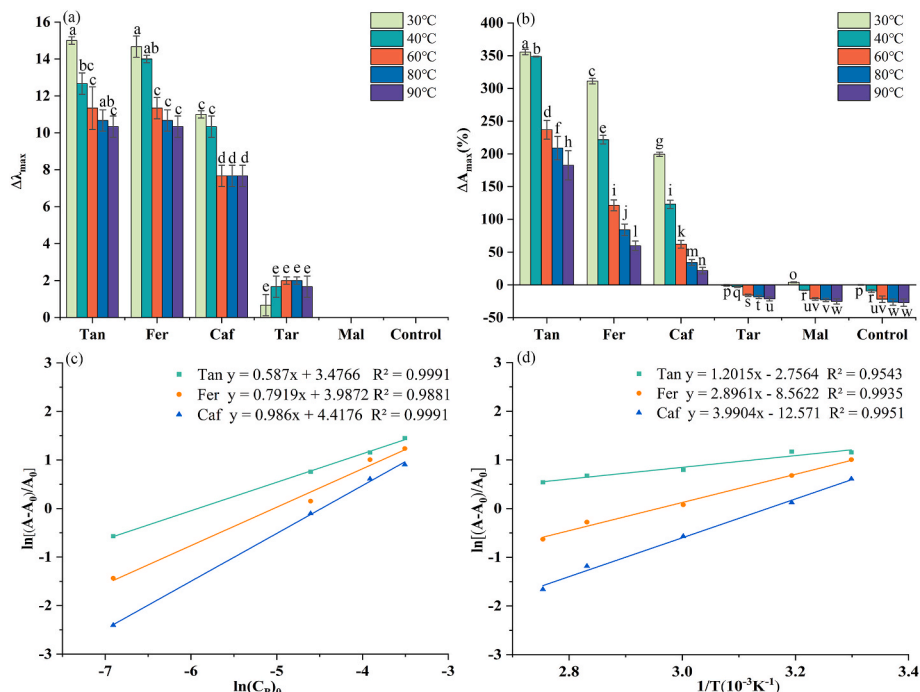 (a)
30℃
40℃
60℃
80℃
90℃
16
14
12
10
8
6
4
2
0
Δλmax
a
bc
c
ab
c
a
ab
c
c
c
c
c
d
d
d
e
e
e
e
e
Tan
Fer
Caf
Tar
Mal
Control
(b)
30℃
40℃
60℃
80℃
90℃
400
350
300
250
200
150
100
50
0
-50
ΔAmax(%)
a
b
d
f
h
c
e
i
j
l
g
i
k
m
n
p
q
s
t
u
o
r
uv
v
w
p
r
uv
w
w
Tan
Fer
Caf
Tar
Mal
Control
(c)
Tan y = 0.587x + 3.4766 R² = 0.9991
Fer y = 0.7919x + 3.9872 R² = 0.9881
Caf y = 0.986x + 4.4176 R² = 0.9991
3
2
1
0
-1
-2
-3
ln[(A-A₀)/A₀]
-7
-6
-5
-4
-3
ln(CP)₀
(d)
Tan y = 1.2015x - 2.7564 R² = 0.9543
Fer y = 2.8961x - 8.5622 R² = 0.9935
Caf y = 3.9904x - 12.571 R² = 0.9951
3
2
1
0
-1
-2
-3
ln[(A-A₀)/A₀]
2.8
3.0
3.2
3.4
1/T(10⁻³K⁻¹)